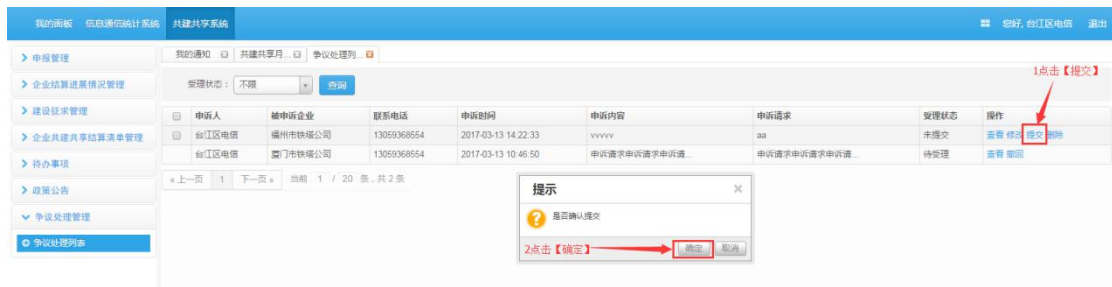 我的面板 信息通信统计系统 共建共享系统 您好, 台江区电信 退出
申报管理
企业结算进展情况管理
建设征求管理
企业共建共享结算清单管理
待办事项
政策公告
争议处理管理
争议处理列表
我的通知 共建共享月... 争议处理列...
受理状态： 不限 查询
1点击【提交】
申诉人 被申诉企业 联系电话 申诉时间 申诉内容 申诉请求 受理状态 操作
台江区电信 福州市铁塔公司 13059368554 2017-03-13 14:22:33 vvvvv aa 未提交 查看 修改 提交 删除
台江区电信 厦门市铁塔公司 13059368554 2017-03-13 10:46:50 申诉请求申诉请求申诉请... 申诉请求申诉请求申诉请... 待受理 查看 撤回
«上一页 1 下一页» 当前 1 / 20 条，共2条
提示 ×
是否确认提交
2点击【确定】 确定 取消